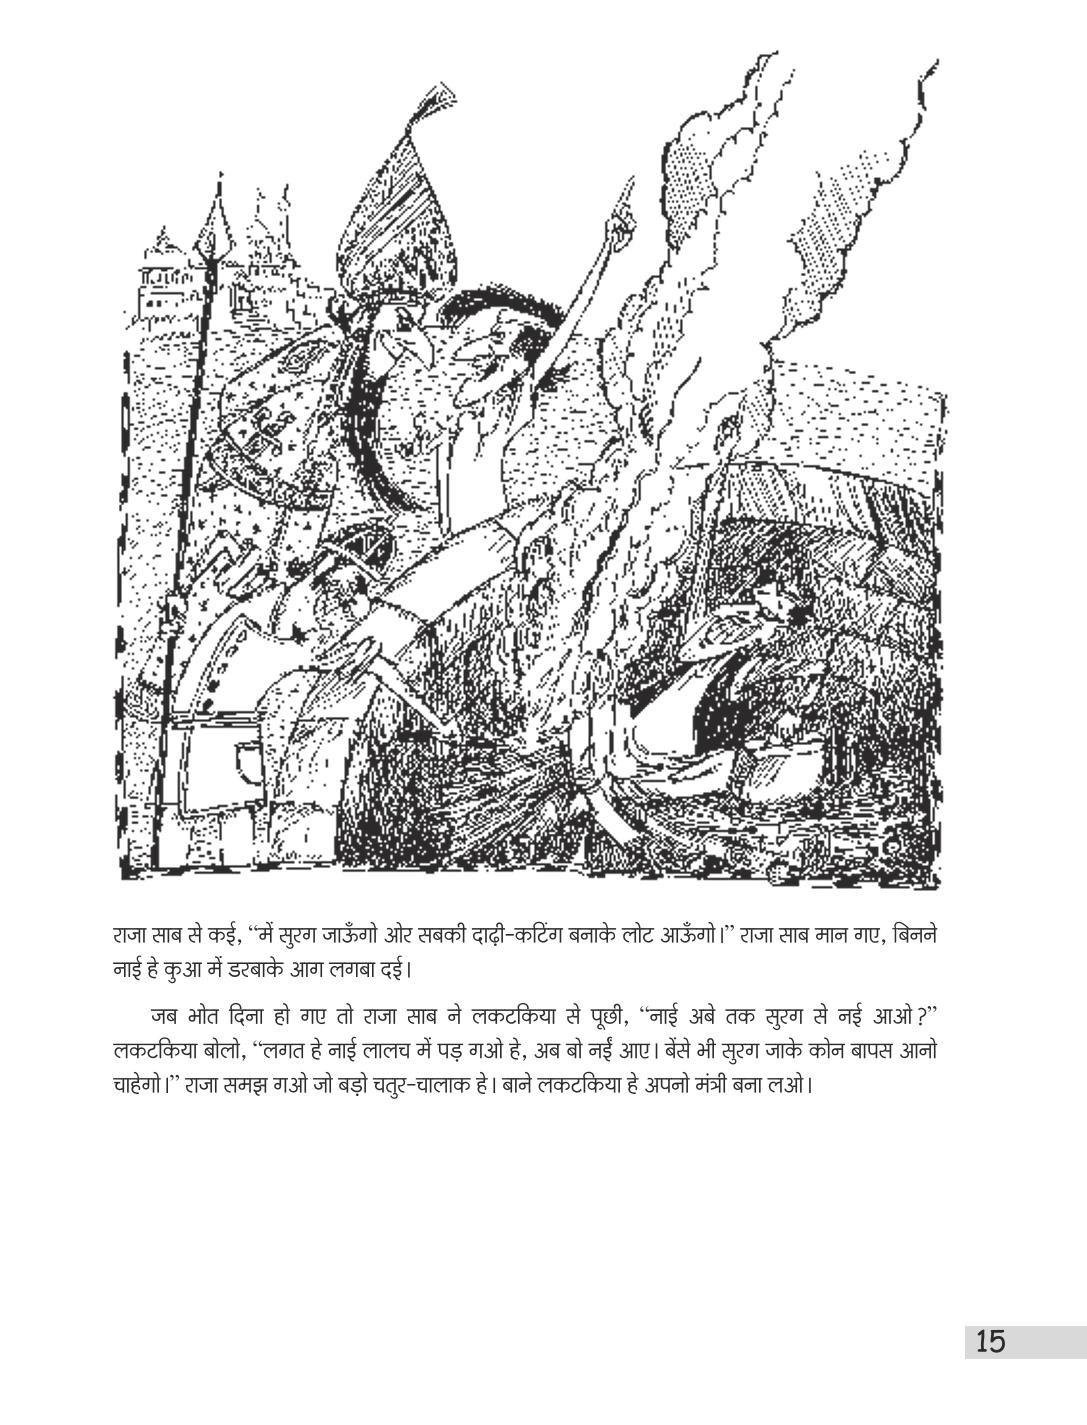 राजा साब से कई, “में सुरग जाऊँगो ओर सबकी दाढ़ी-कटिंग बनाके लोट आऊँगो।” राजा साब मान गए, बिनने
नाई हे कुआ में डरबाके आग लगबा दई।
जब भोत दिना हो गए तो राजा साब ने लकटकिया से पूछी, “नाई अबे तक सुरग से नई आओ?”
लकटकिया बोलो, “लगत हे नाई लालच में पड़ गओ हे, अब बो नईं आए। बेंसे भी सुरग जाके कोन बापस आनो
चाहेगो।” राजा समझ गओ जो बड़ो चतुर-चालाक हे। बाने लकटकिया हे अपनो मंत्री बना लओ।
15